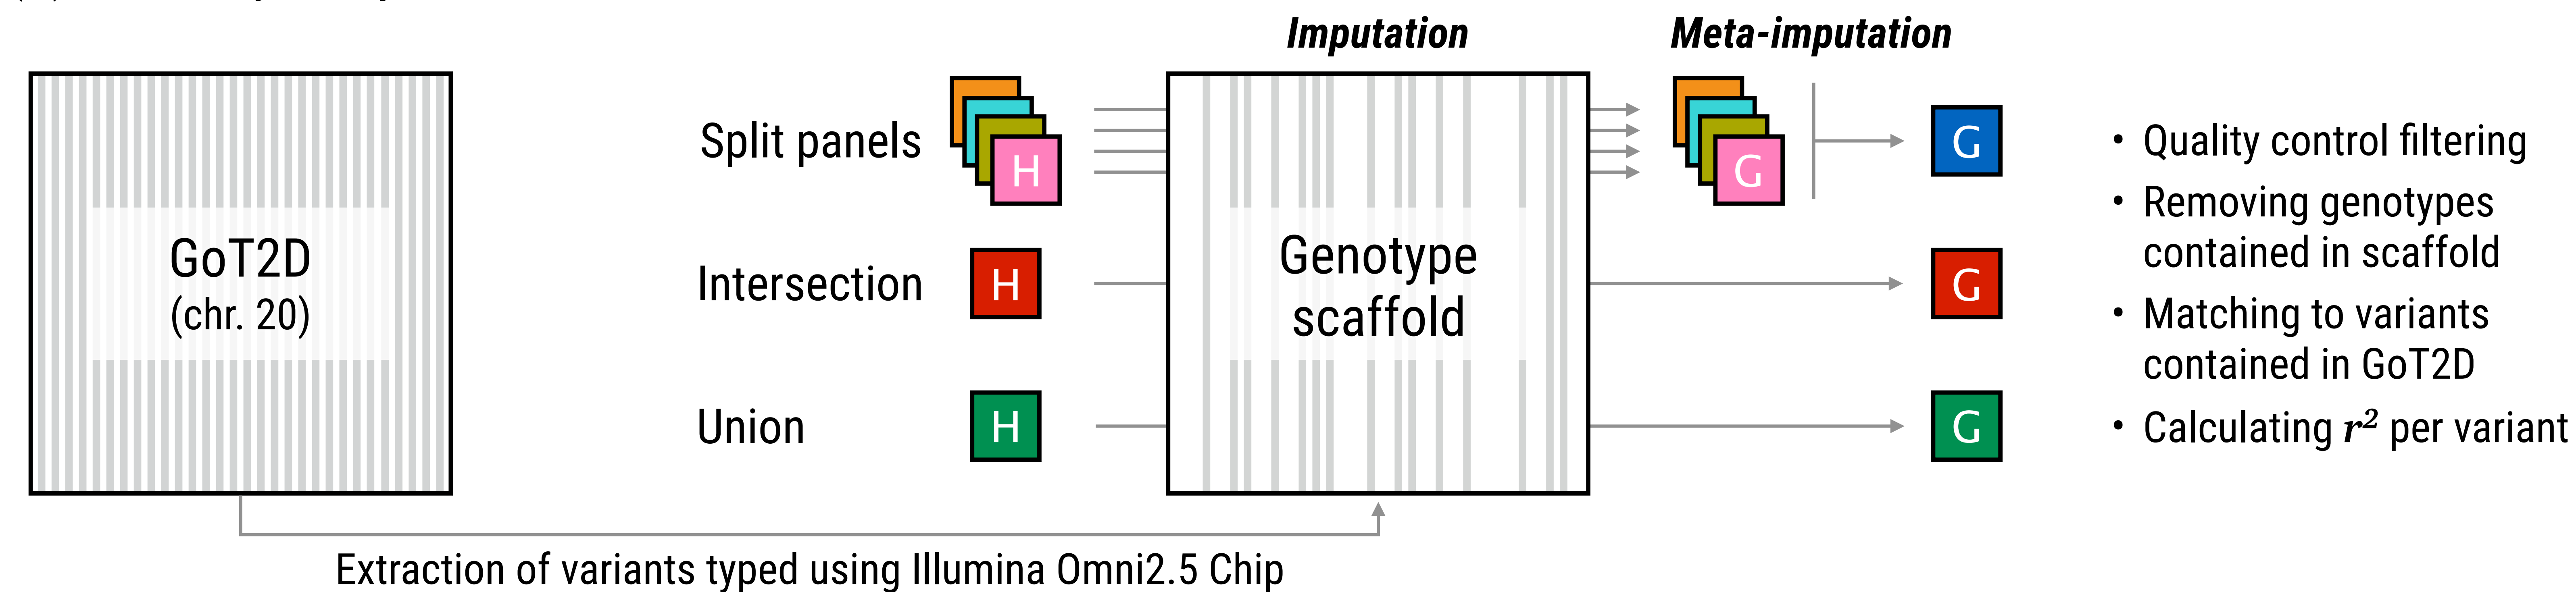 Imputation
Meta-imputation
GoT2D
(chr. 20)
Split panels
H
G
G
Intersection
H
G
Union
H
G
Genotype
scaffold
• Quality control filtering
• Removing genotypes
contained in scaffold
• Matching to variants
contained in GoT2D
• Calculating r² per variant
Extraction of variants typed using Illumina Omni2.5 Chip